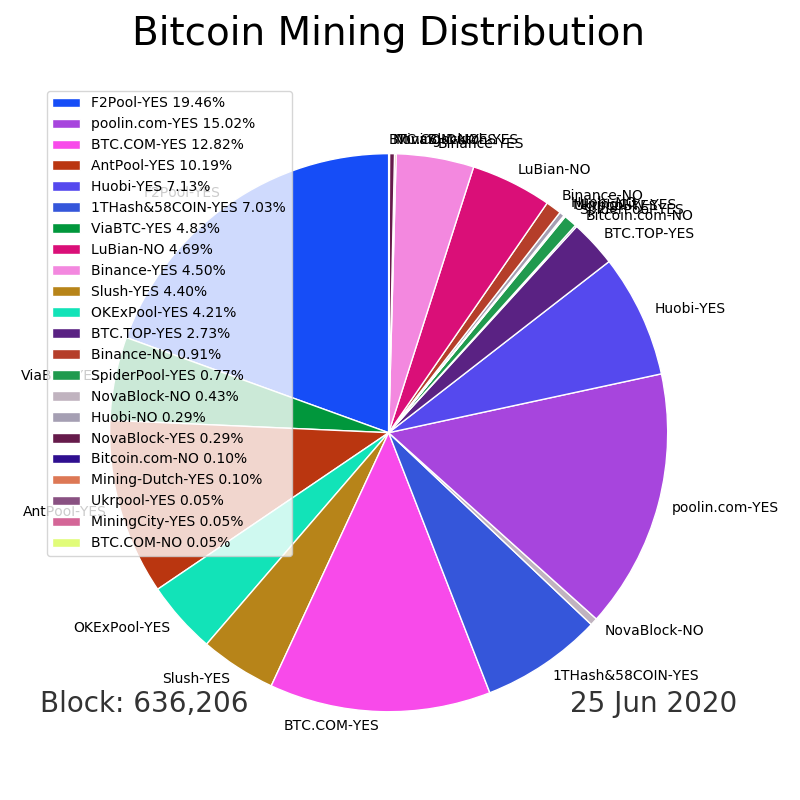 Bitcoin Mining Distribution
F2Pool-YES 19.46%
poolin.com-YES 15.02%
BTC.COM-YES 12.82%
AntPool-YES 10.19%
Huobi-YES 7.13%
1THash&58COIN-YES 7.03%
ViaBTC-YES 4.83%
LuBian-NO 4.69%
Binance-YES 4.50%
Slush-YES 4.40%
OKExPool-YES 4.21%
BTC.TOP-YES 2.73%
Binance-NO 0.91%
SpiderPool-YES 0.77%
NovaBlock-NO 0.43%
Huobi-NO 0.29%
NovaBlock-YES 0.29%
Bitcoin.com-NO 0.10%
Mining-Dutch-YES 0.10%
Ukrpool-YES 0.05%
MiningCity-YES 0.05%
BTC.COM-NO 0.05%
Binance-YES
LuBian-NO
Binance-NO
Bitcoin.com-NO
BTC.TOP-YES
Huobi-YES
poolin.com-YES
NovaBlock-NO
1THash&58COIN-YES
BTC.COM-YES
Slush-YES
OKExPool-YES
AntPool-YES
F2Pool-YES
Block: 636,206
25 Jun 2020